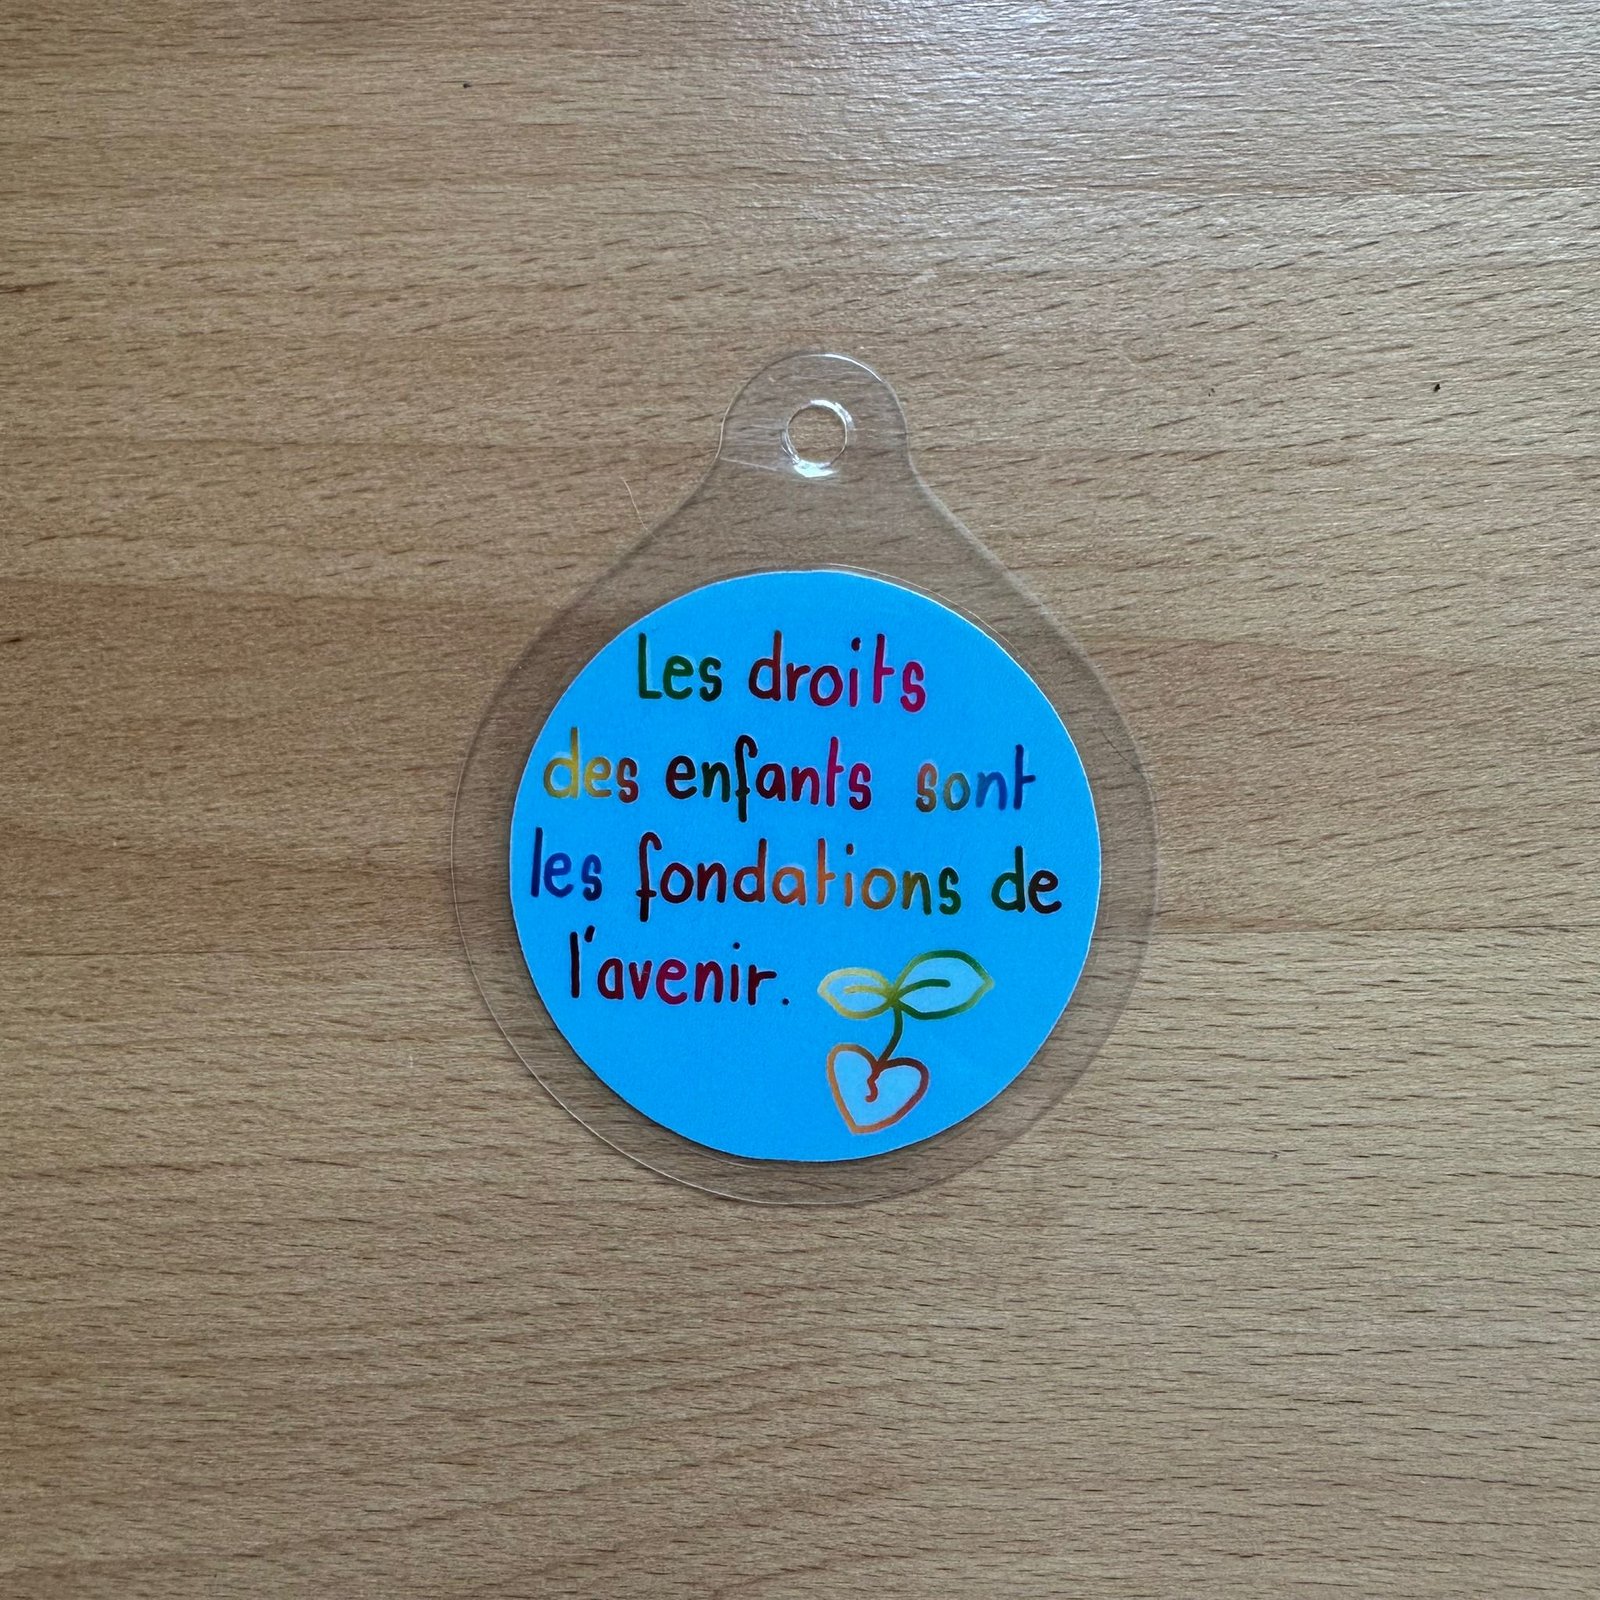 Les droits
des enfants sont
les fondations de
l'avenir.